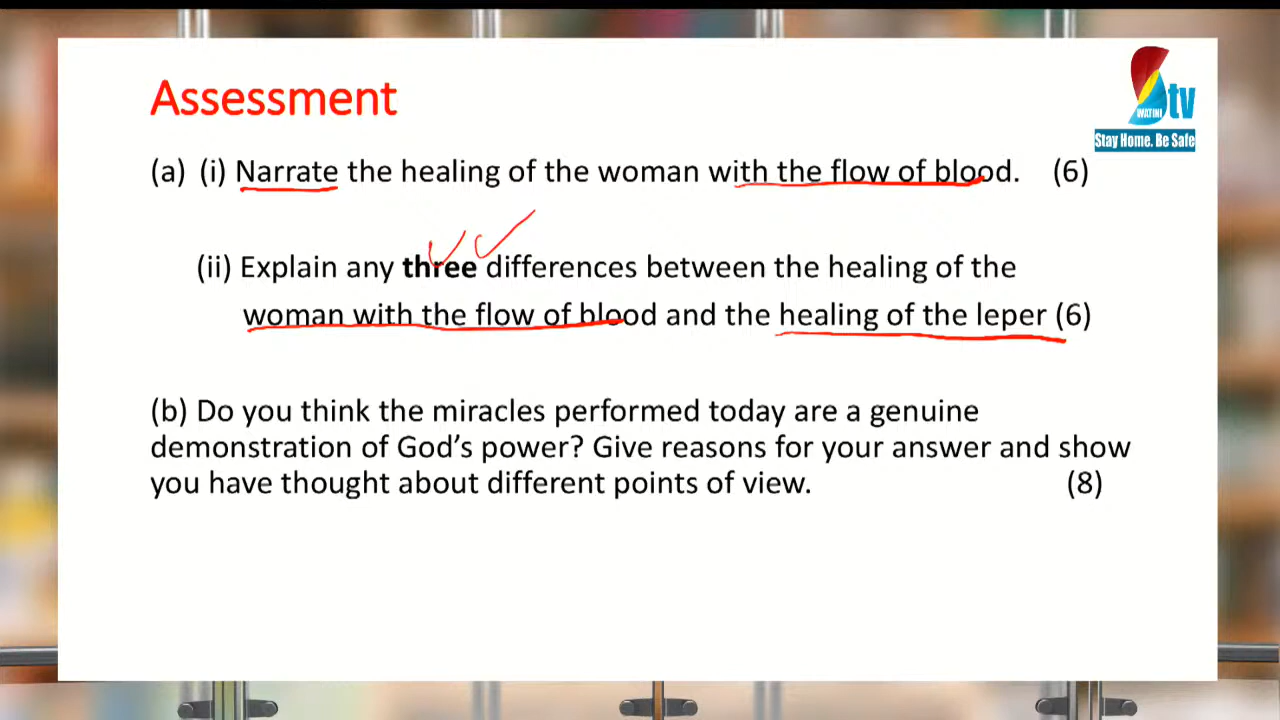 Assessment
WATINI
tv
Stay Home. Be Safe
(a) (i) Narrate the healing of the woman with the flow of blood. (6)
(ii) Explain any three differences between the healing of the
woman with the flow of blood and the healing of the leper (6)
(b) Do you think the miracles performed today are a genuine
demonstration of God’s power? Give reasons for your answer and show
you have thought about different points of view. (8)